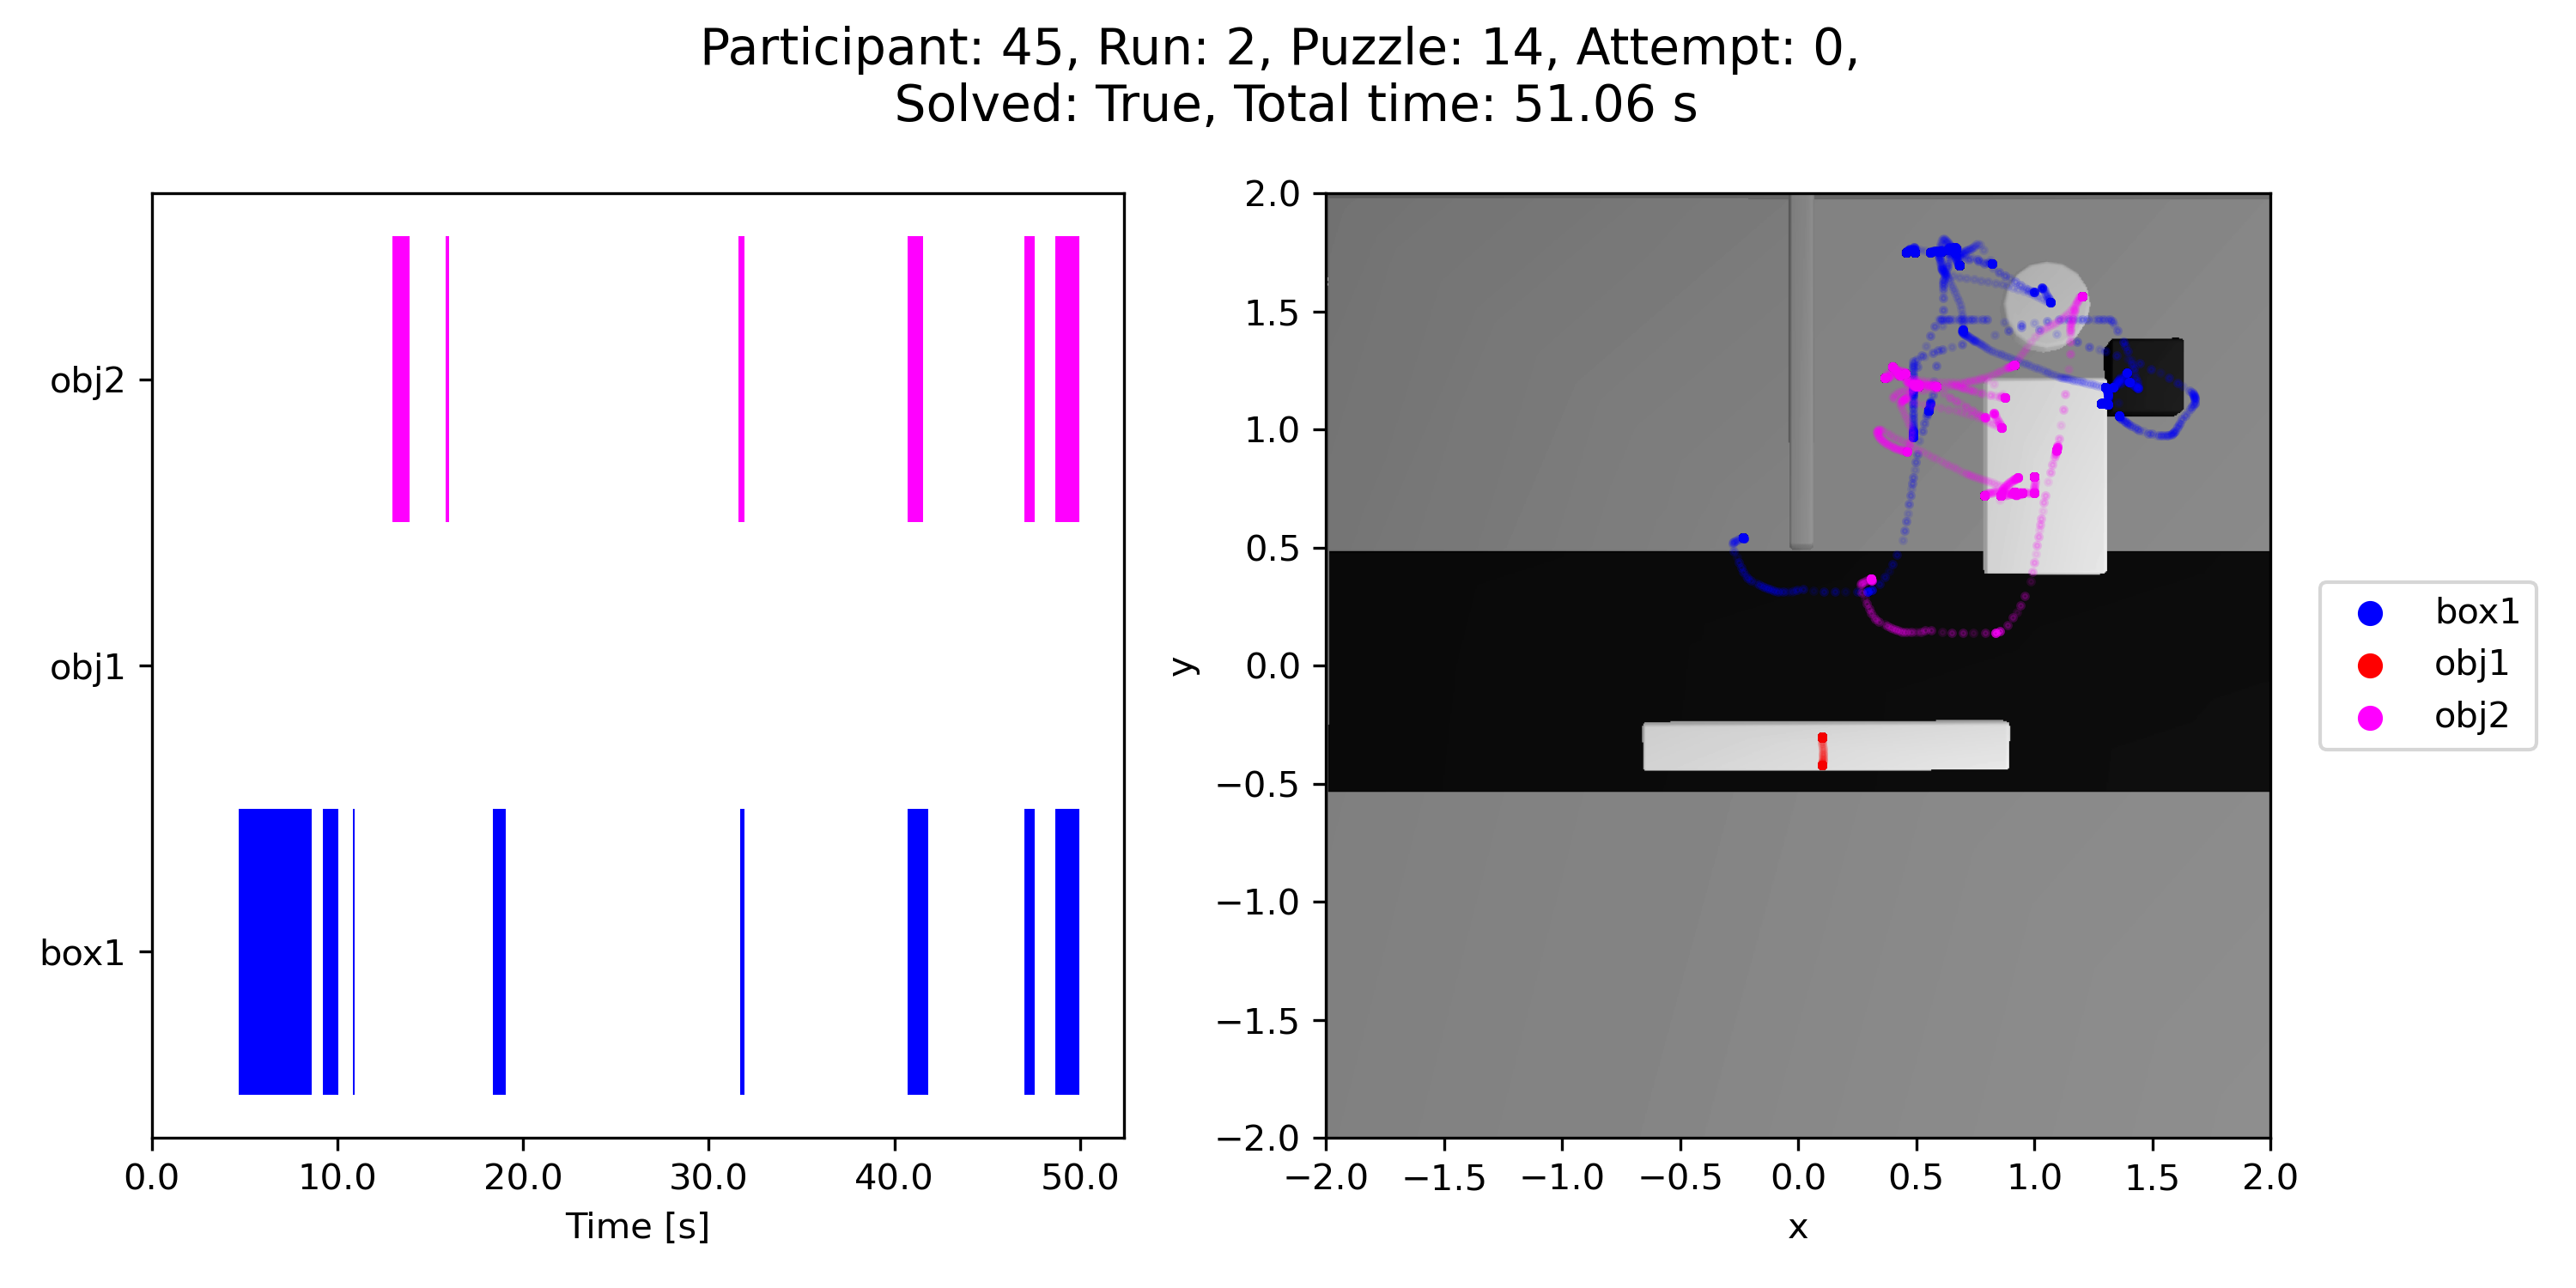 Participant: 45, Run: 2, Puzzle: 14, Attempt: 0,
Solved: True, Total time: 51.06 s
obj2
obj1
box1
0.0 10.0 20.0 30.0 40.0 50.0
Time [s]
2.0
1.5
1.0
0.5
0.0
−0.5
−1.0
−1.5
−2.0
y
−2.0 −1.5 −1.0 −0.5 0.0 0.5 1.0 1.5 2.0
x
box1
obj1
obj2